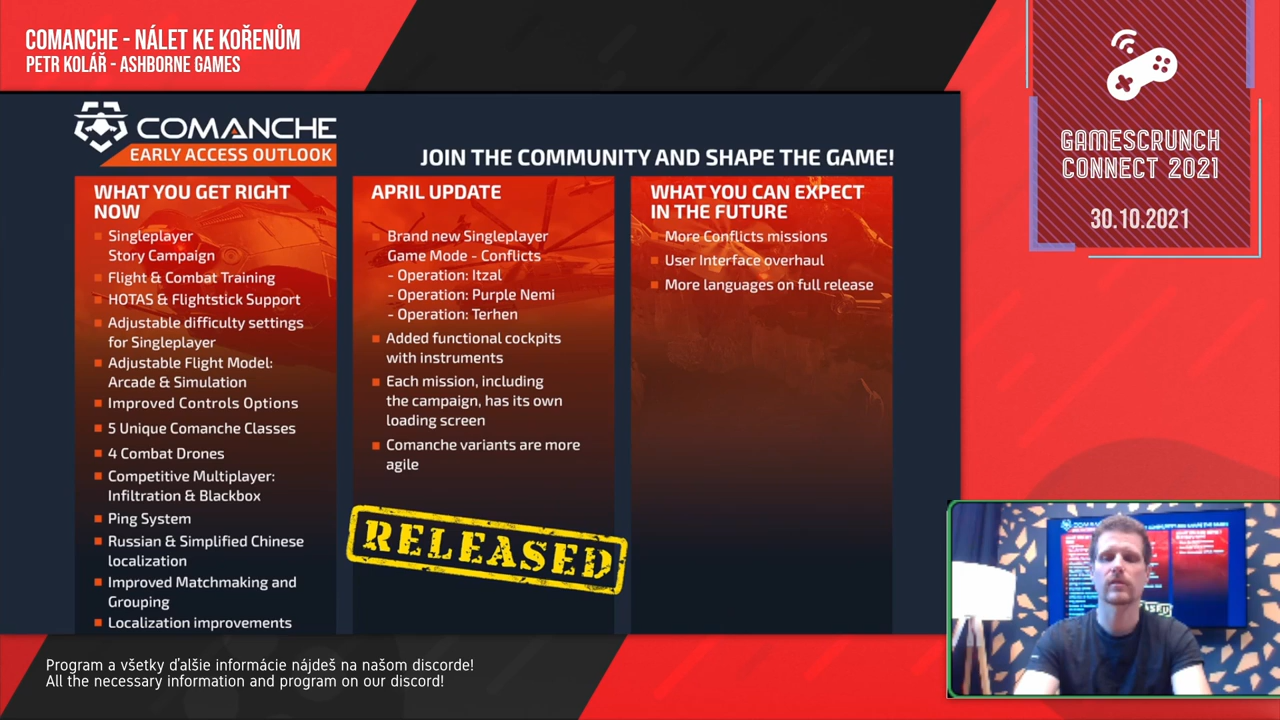 COMANCHE - NÁLET KE KOŘENŮM
PETR KOLÁŘ - ASHBORNE GAMES
COMANCHE
EARLY ACCESS OUTLOOK
JOIN THE COMMUNITY AND SHAPE THE GAME!
WHAT YOU GET RIGHT
NOW
Singleplayer
Story Campaign
Flight & Combat Training
HOTAS & Flightstick Support
Adjustable difficulty settings
for Singleplayer
Adjustable Flight Model:
Arcade & Simulation
Improved Controls Options
5 Unique Comanche Classes
4 Combat Drones
Competitive Multiplayer:
Infiltration & Blackbox
Ping System
Russian & Simplified Chinese
localization
Improved Matchmaking and
Grouping
Localization improvements
APRIL UPDATE
Brand new Singleplayer
Game Mode - Conflicts
- Operation: Itzal
- Operation: Purple Nemi
- Operation: Terhen
Added functional cockpits
with instruments
Each mission, including
the campaign, has its own
loading screen
Comanche variants are more
agile
RELEASED
WHAT YOU CAN EXPECT
IN THE FUTURE
More Conflicts missions
User Interface overhaul
More languages on full release
GAMESCRUNCH
CONNECT 2021
30.10.2021
Program a všetky ďalšie informácie nájdeš na našom discorde!
All the necessary information and program on our discord!